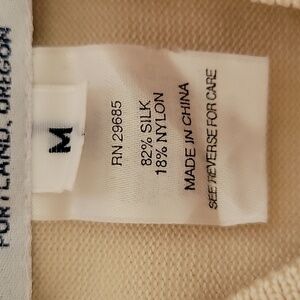 PORTLAND, OREGON
M
RN 29685
82% SILK
18% NYLON
MADE IN CHINA
SEE REVERSE FOR CARE